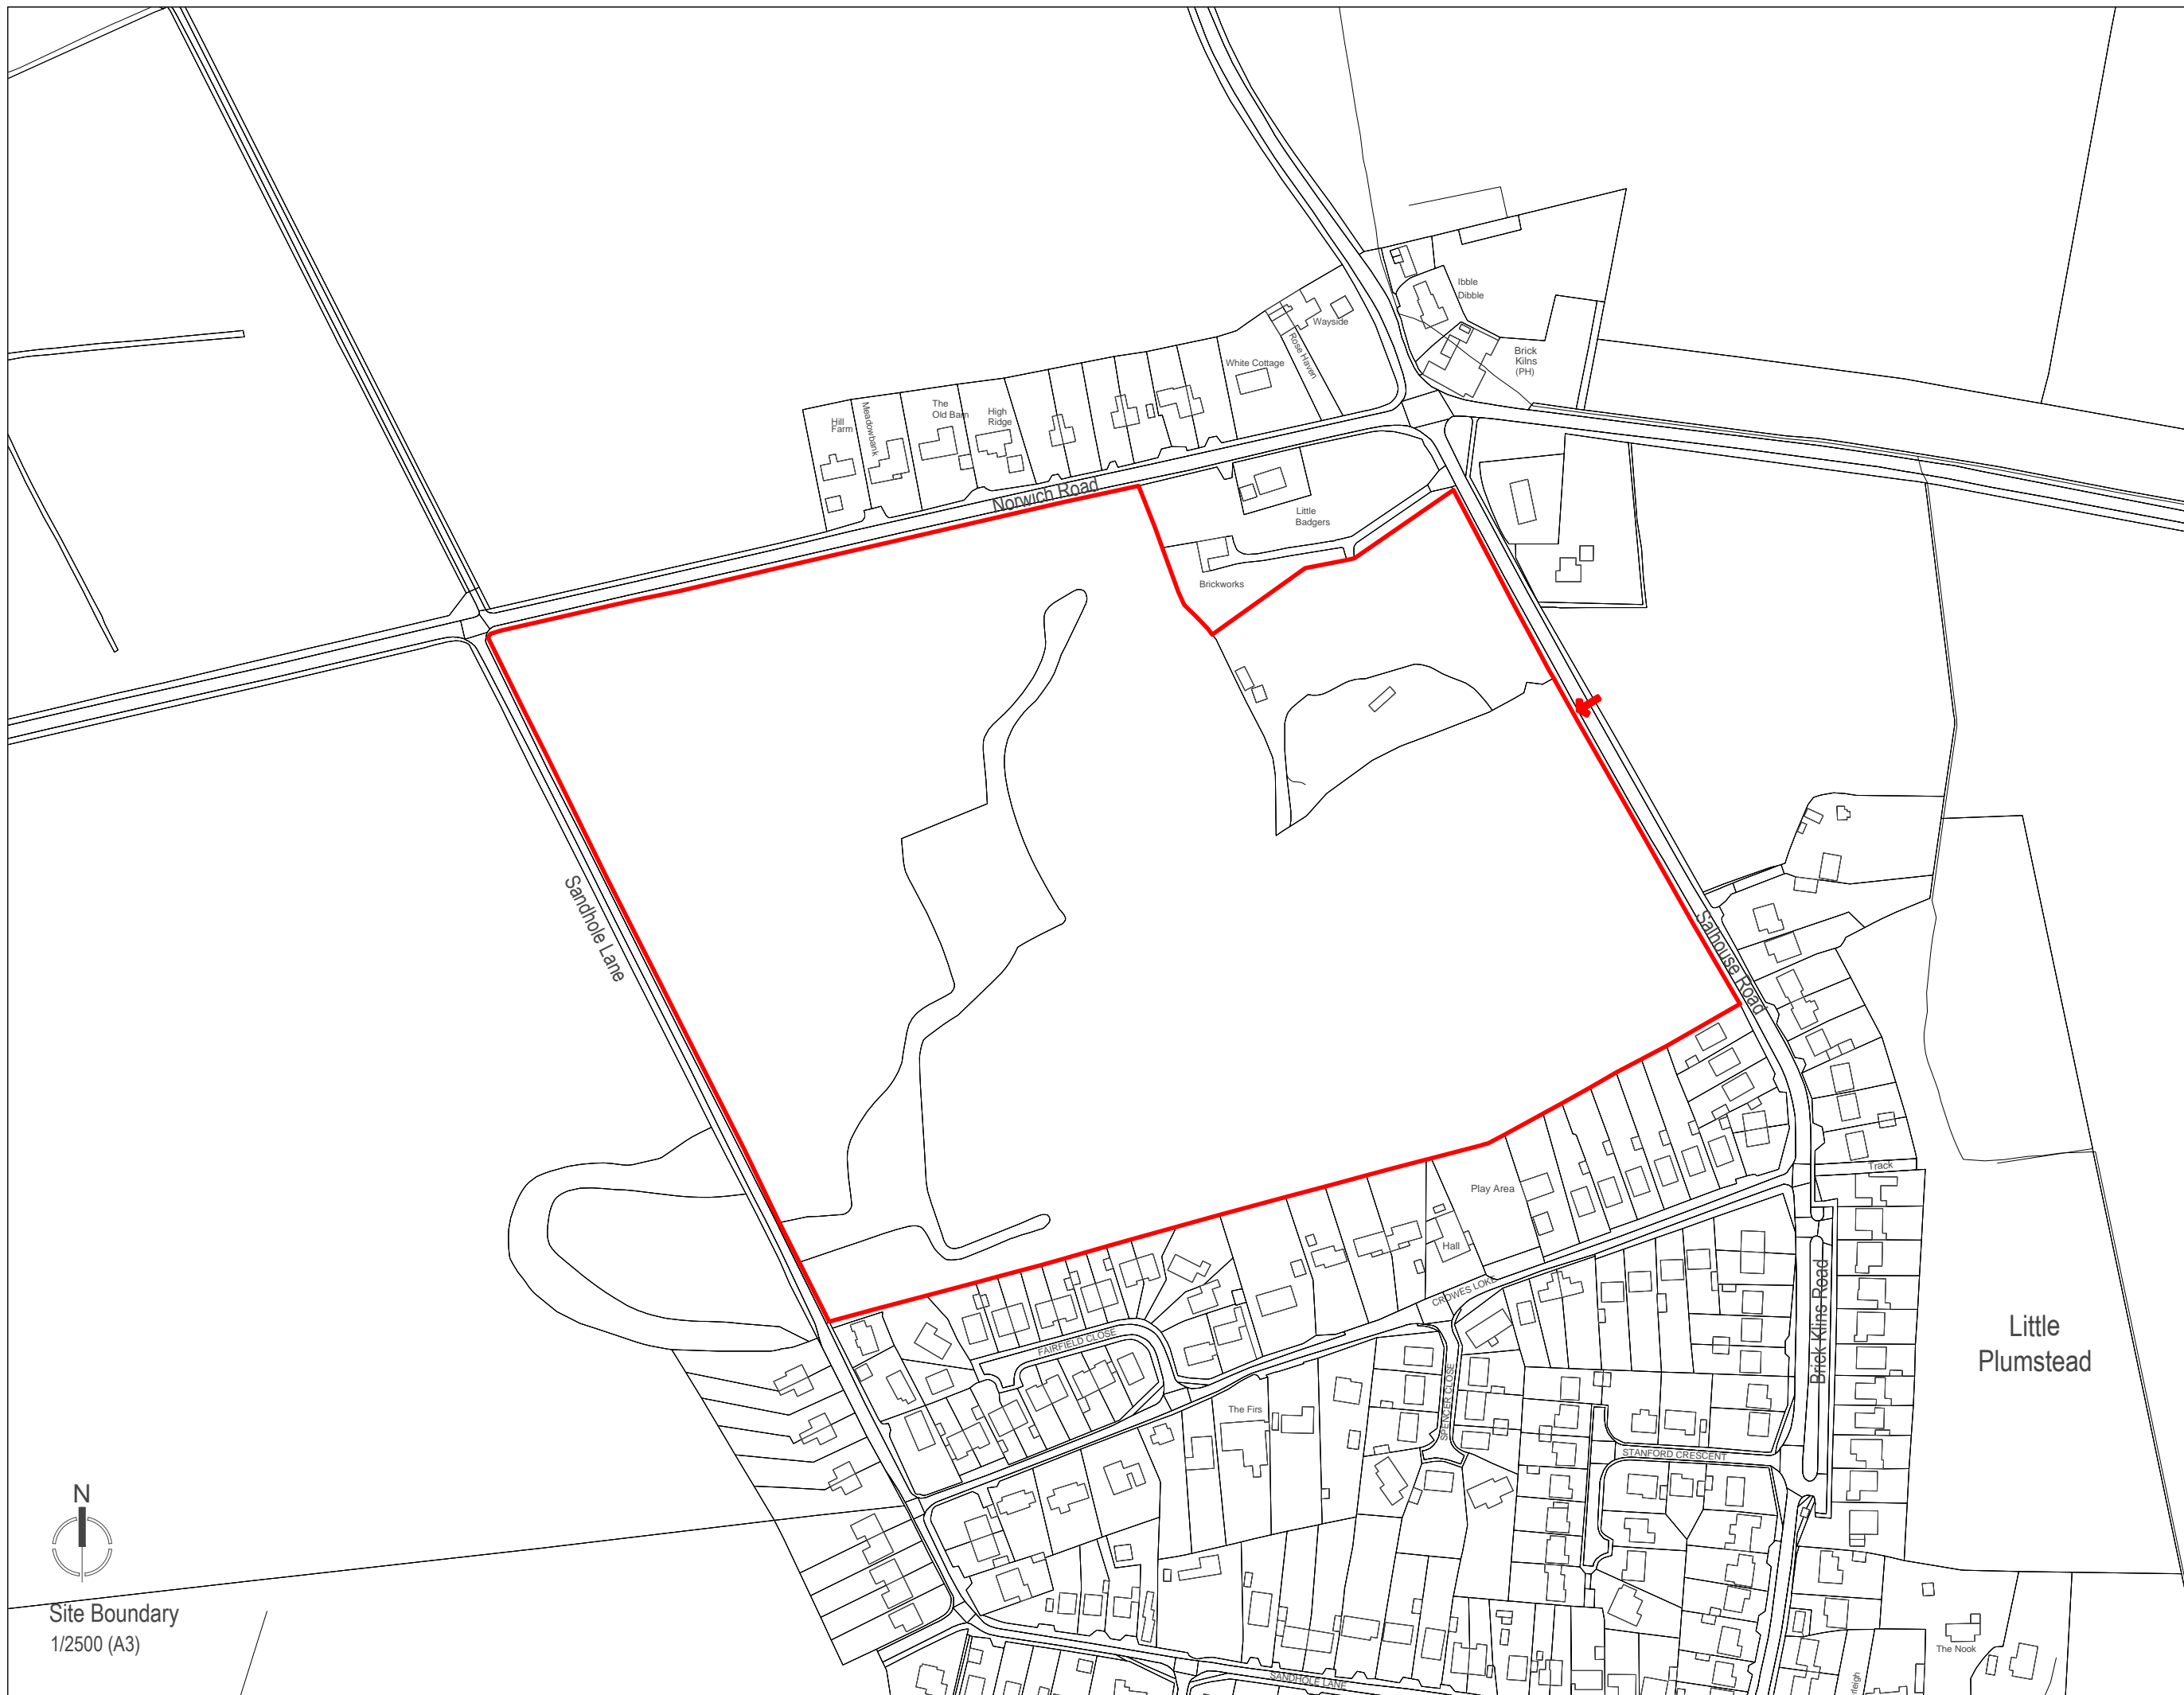 Ibble
Dibble
Wayside
Rose Haven
White Cottage
Brick
Kilns
(PH)
The
Old Barn
High
Ridge
Meadowbank
Hill
Farm
Norwich Road
Little
Badgers
Brickworks
Sandhole Lane
Salhouse Road
Track
Play Area
Hall
CROWES LOKE
FAIRFIELD CLOSE
Brick Kilns Road
Little
Plumstead
SPENCER CLOSE
The Firs
STANFORD CRESCENT
N
Site Boundary
1/2500 (A3)
The Nook
SANDHOLE LANE